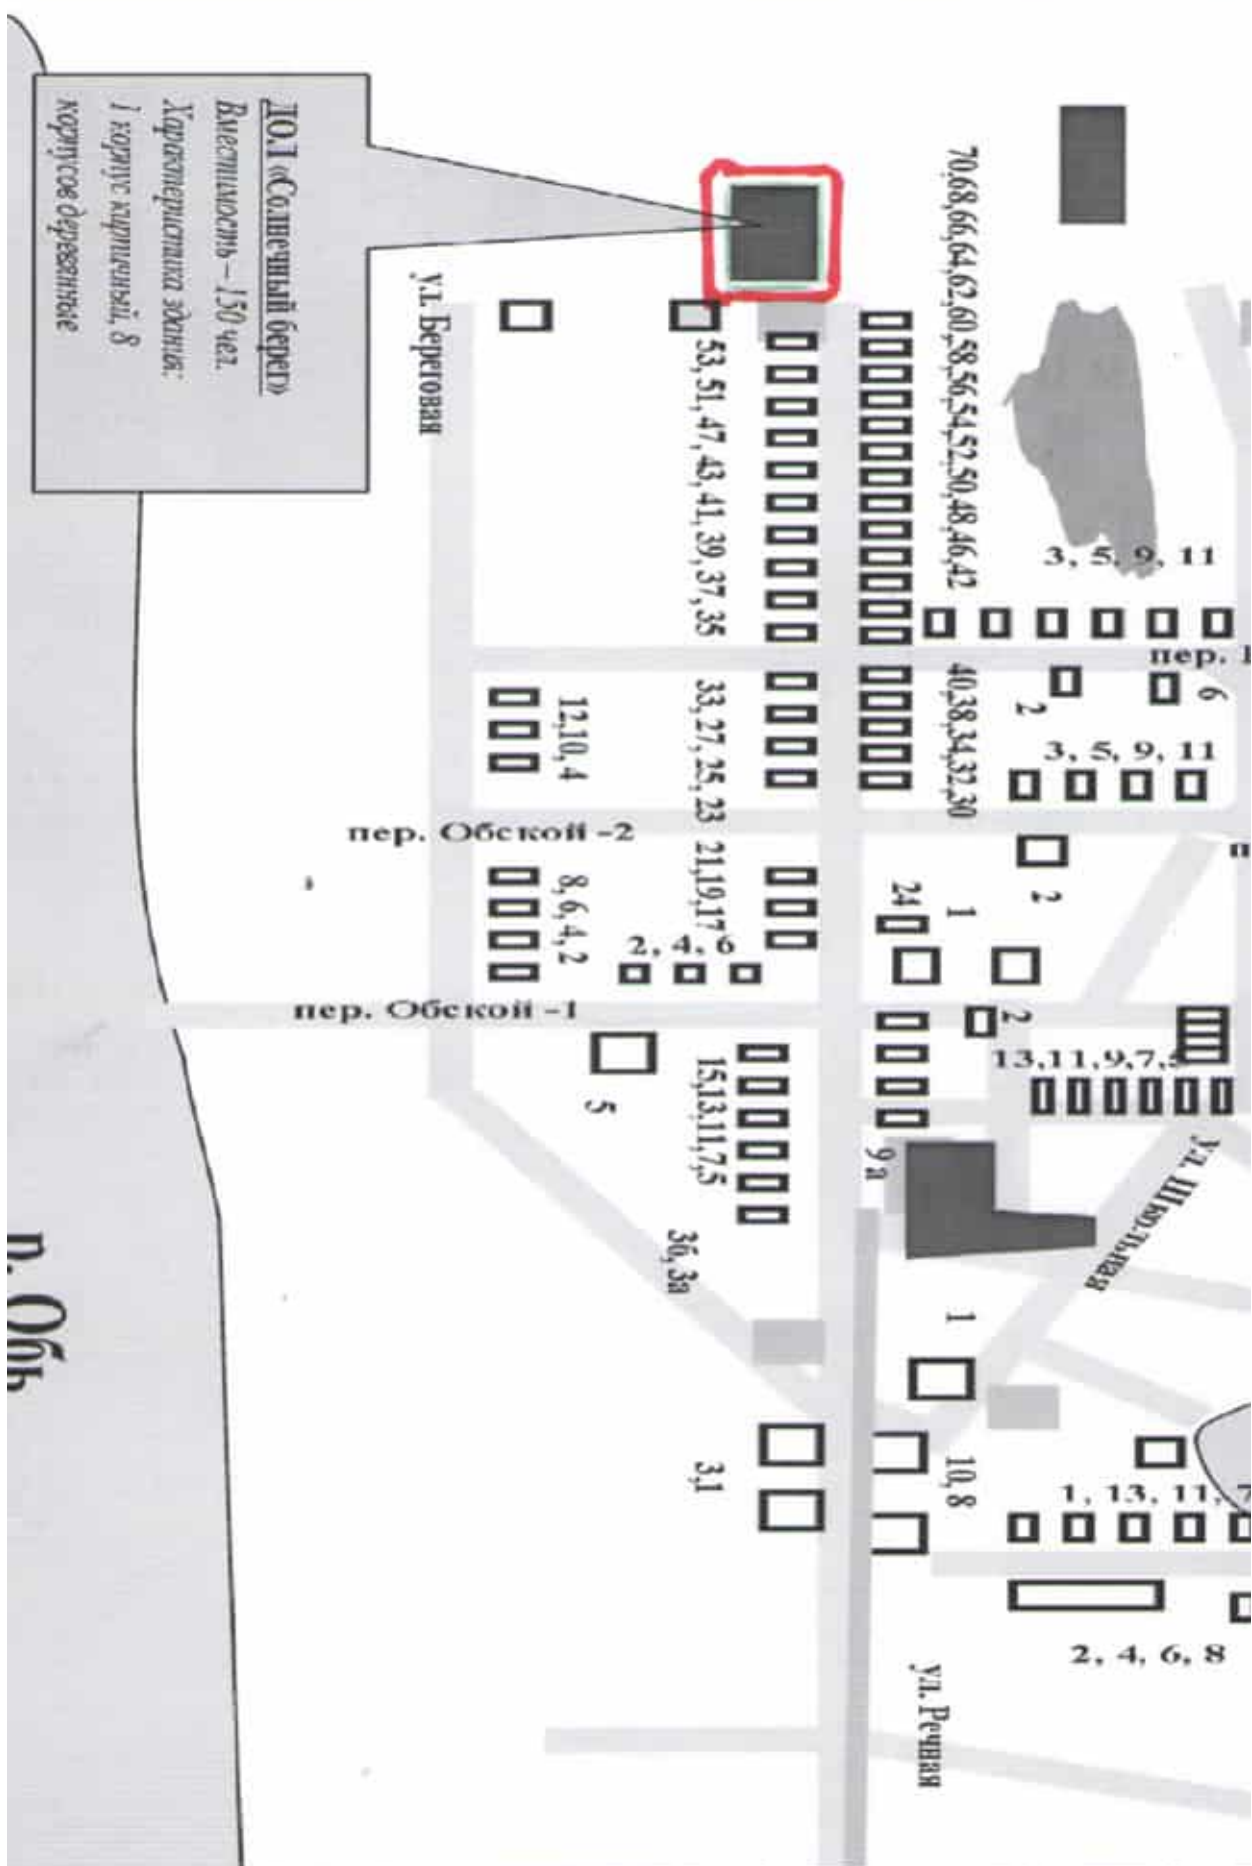 ДОЛ «Солнечный берег»
Вместимость – 150 чел.
Характеристика здания:
1 корпус кирпичный, 8
корпусов деревянные
70,68,66,64,62,60,58,56,54,52,50,48,46,42
ул. Береговая
53, 51, 47, 43, 41, 39, 37, 35
3, 5, 9, 11
пер. 1
6
2
40,38,34,32,30
3, 5, 9, 11
12,10, 4
33, 27, 25, 23
пер. Обской -2
2
8, 6, 4, 2
21,19,17
24
1
2, 4, 6
пер. Обской -1
2
13,11,9,7,5
5
15,13,11,7,5
9а
ул. Школьная
3б, 3а
р. Обь
1
3,1
10, 8
1, 13, 11, 7
2, 4, 6, 8
ул. Речная